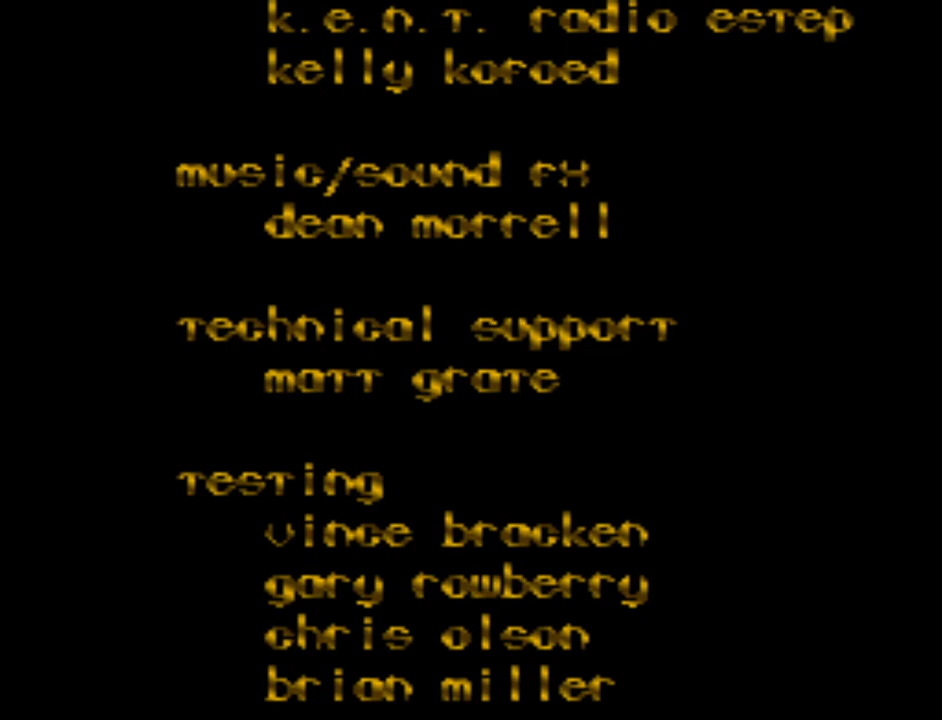 k.e.n.t. radio estep
kelly kofoed
music/sound fx
dean morrell
technical support
matt grate
testing
vince bracken
gary rowberry
chris olson
brian miller